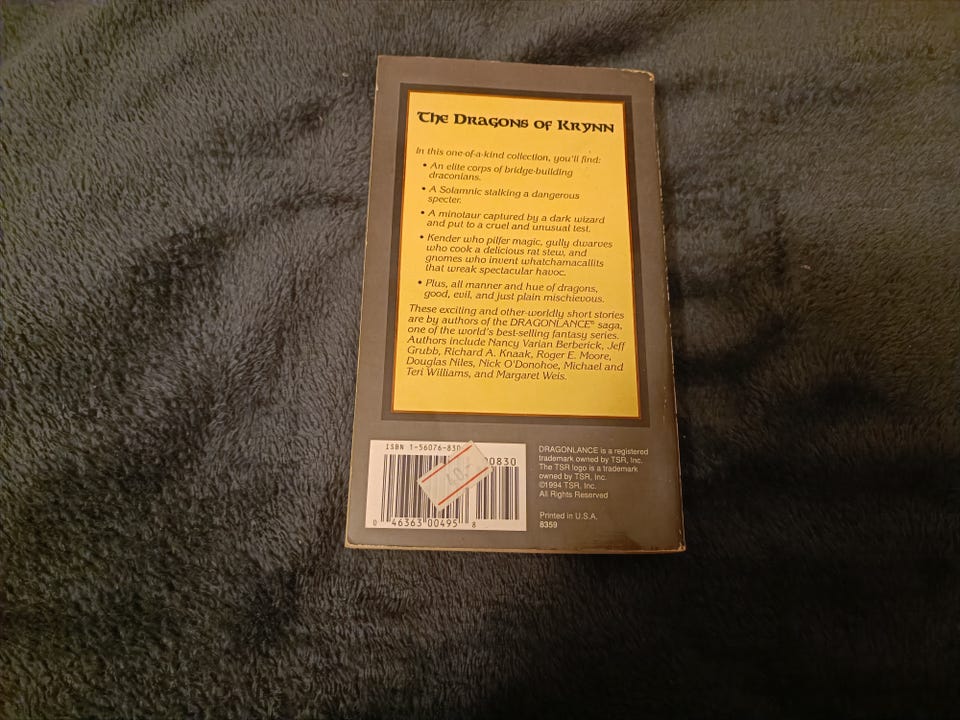 The Dragons of Krynn
In this one-of-a-kind collection, you'll find:
• An elite corps of bridge-building
draconians.
• A Solamnic stalking a dangerous
specter.
• A minotaur captured by a dark wizard
and put to a cruel and unusual test.
• Kender who pilfer magic, gully dwarves
who cook a delicious rat stew, and
gnomes who invent whatchamacallits
that wreak spectacular havoc.
• Plus, all manner and hue of dragons,
good, evil, and just plain mischievous.
These exciting and other-worldly short stories
are by authors of the DRAGONLANCE® saga,
one of the world's best-selling fantasy series.
Authors include Nancy Varian Berberick, Jeff
Grubb, Richard A. Knaak, Roger E. Moore,
Douglas Niles, Nick O'Donohoe, Michael and
Teri Williams, and Margaret Weis.
ISBN 1-56076-830
0830
0 46363 00495 8
DRAGONLANCE is a registered
trademark owned by TSR, Inc.
The TSR logo is a trademark
owned by TSR, Inc.
©1994 TSR, Inc.
All Rights Reserved
Printed in U.S.A.
8359